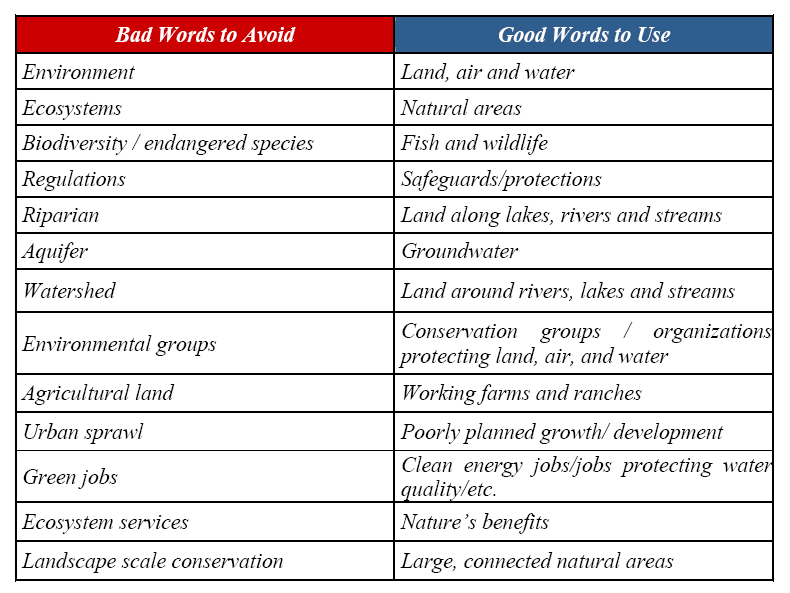 Bad Words to Avoid Good Words to Use
Environment Land, air and water
Ecosystems Natural areas
Biodiversity / endangered species Fish and wildlife
Regulations Safeguards/protections
Riparian Land along lakes, rivers and streams
Aquifer Groundwater
Watershed Land around rivers, lakes and streams
Environmental groups Conservation groups / organizations
protecting land, air, and water
Agricultural land Working farms and ranches
Urban sprawl Poorly planned growth/ development
Green jobs Clean energy jobs/jobs protecting water
quality/etc.
Ecosystem services Nature’s benefits
Landscape scale conservation Large, connected natural areas